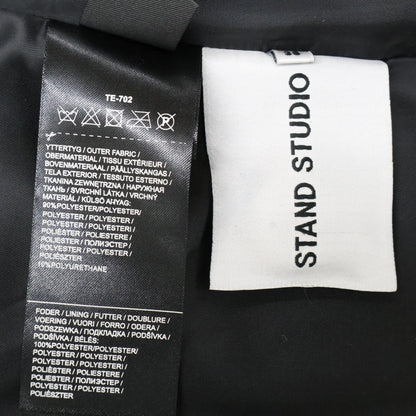 TE-702
YTTERTYG / OUTER FABRIC /
OBERMATERIAL / TISSU EXTÉRIEUR /
BOVENMATERIAAL / PÄÄLLYSKANGAS /
TELA EXTERIOR / TESSUTO ESTERNO /
TKANINA ZEWNĘTRZNA / НАРУЖНАЯ
ТКАНЬ / SVRCHNÍ LÁTKA / VRCHNÝ
MATERIÁL / KÜLSŐ ANYAG:
90%POLYESTER/POLYESTER/
POLYESTER/POLYESTER/
POLYESTER/POLYESTERI/
POLIÉSTER/POLIESTERE/
POLIESTER/ПОЛИЭСТЕР /
POLYESTER/POLYESTER/
POLIÉSZTER
10%POLYURETHANE
FODER / LINING / FUTTER / DOUBLURE /
VOERING / VUORI / FORRO / FODERA /
PODSZEWKA / ПОДКЛАДКА / PODŠÍVKA /
PODŠÍVKA / BÉLÉS:
100%POLYESTER/POLYESTER/
POLYESTER/POLYESTER/
POLYESTER/POLYESTERI/
POLIÉSTER/POLIESTERE/
POLIESTER/ПОЛИЭСТЕР /
POLYESTER/POLYESTER/
POLIÉSZTER
STAND STUDIO